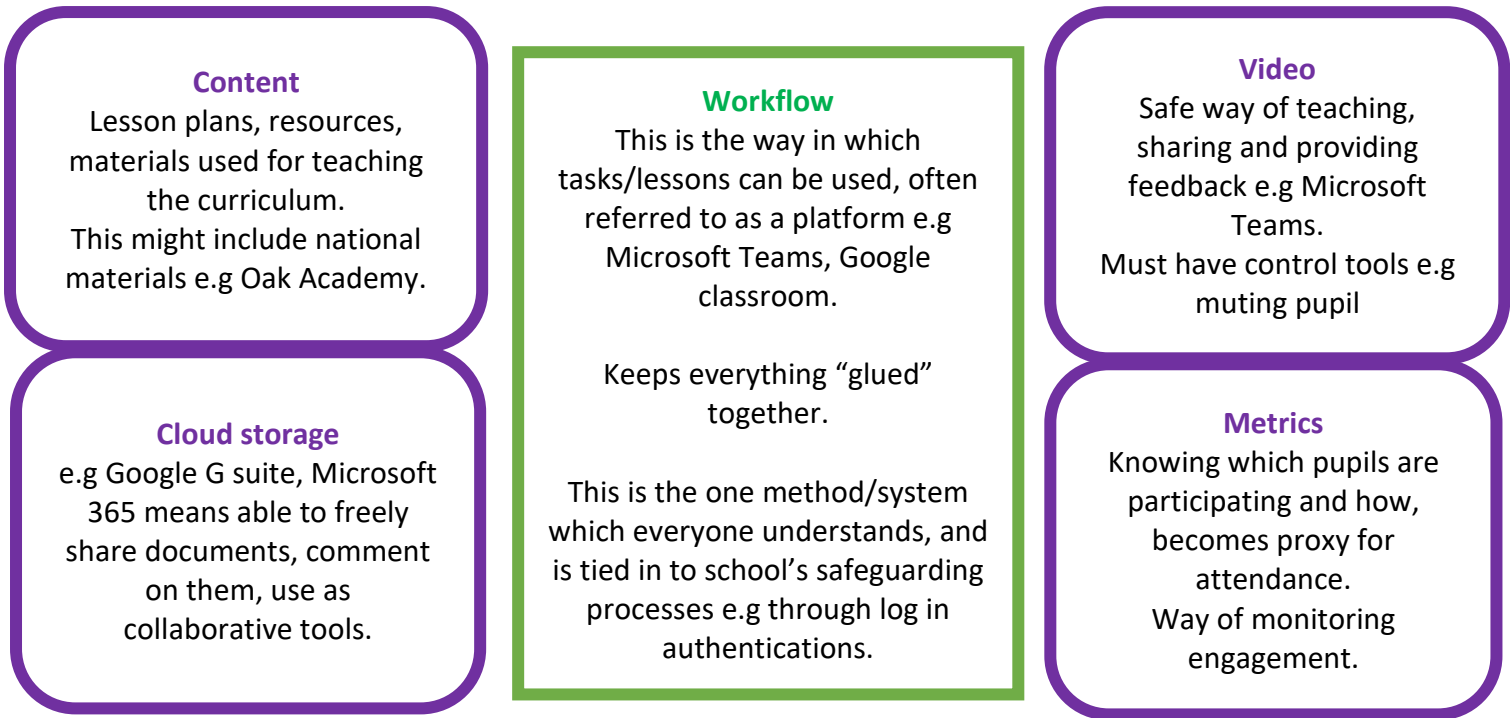 Content
Lesson plans, resources,
materials used for teaching
the curriculum.
This might include national
materials e.g Oak Academy.
Cloud storage
e.g Google G suite, Microsoft
365 means able to freely
share documents, comment
on them, use as
collaborative tools.
Workflow
This is the way in which
tasks/lessons can be used, often
referred to as a platform e.g
Microsoft Teams, Google
classroom.
Keeps everything “glued”
together.
This is the one method/system
which everyone understands, and
is tied in to school’s safeguarding
processes e.g through log in
authentications.
Video
Safe way of teaching,
sharing and providing
feedback e.g Microsoft
Teams.
Must have control tools e.g
muting pupil
Metrics
Knowing which pupils are
participating and how,
becomes proxy for
attendance.
Way of monitoring
engagement.